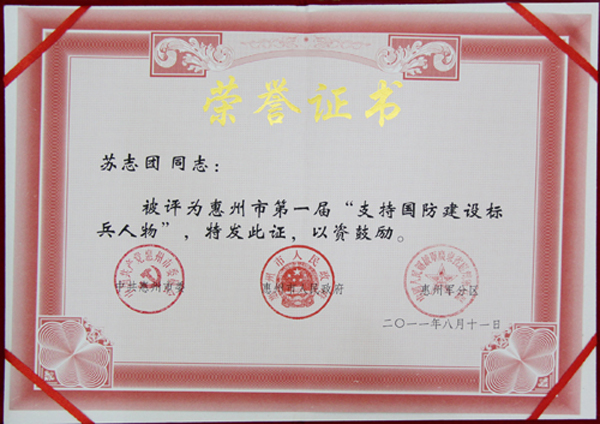 荣誉证书
苏志团同志：
被评为惠州市第一届“支持国防建设标
兵人物”，特发此证，以资鼓励。
中共惠州市委 惠州市人民政府 惠州军分区
二〇一一年八月十一日